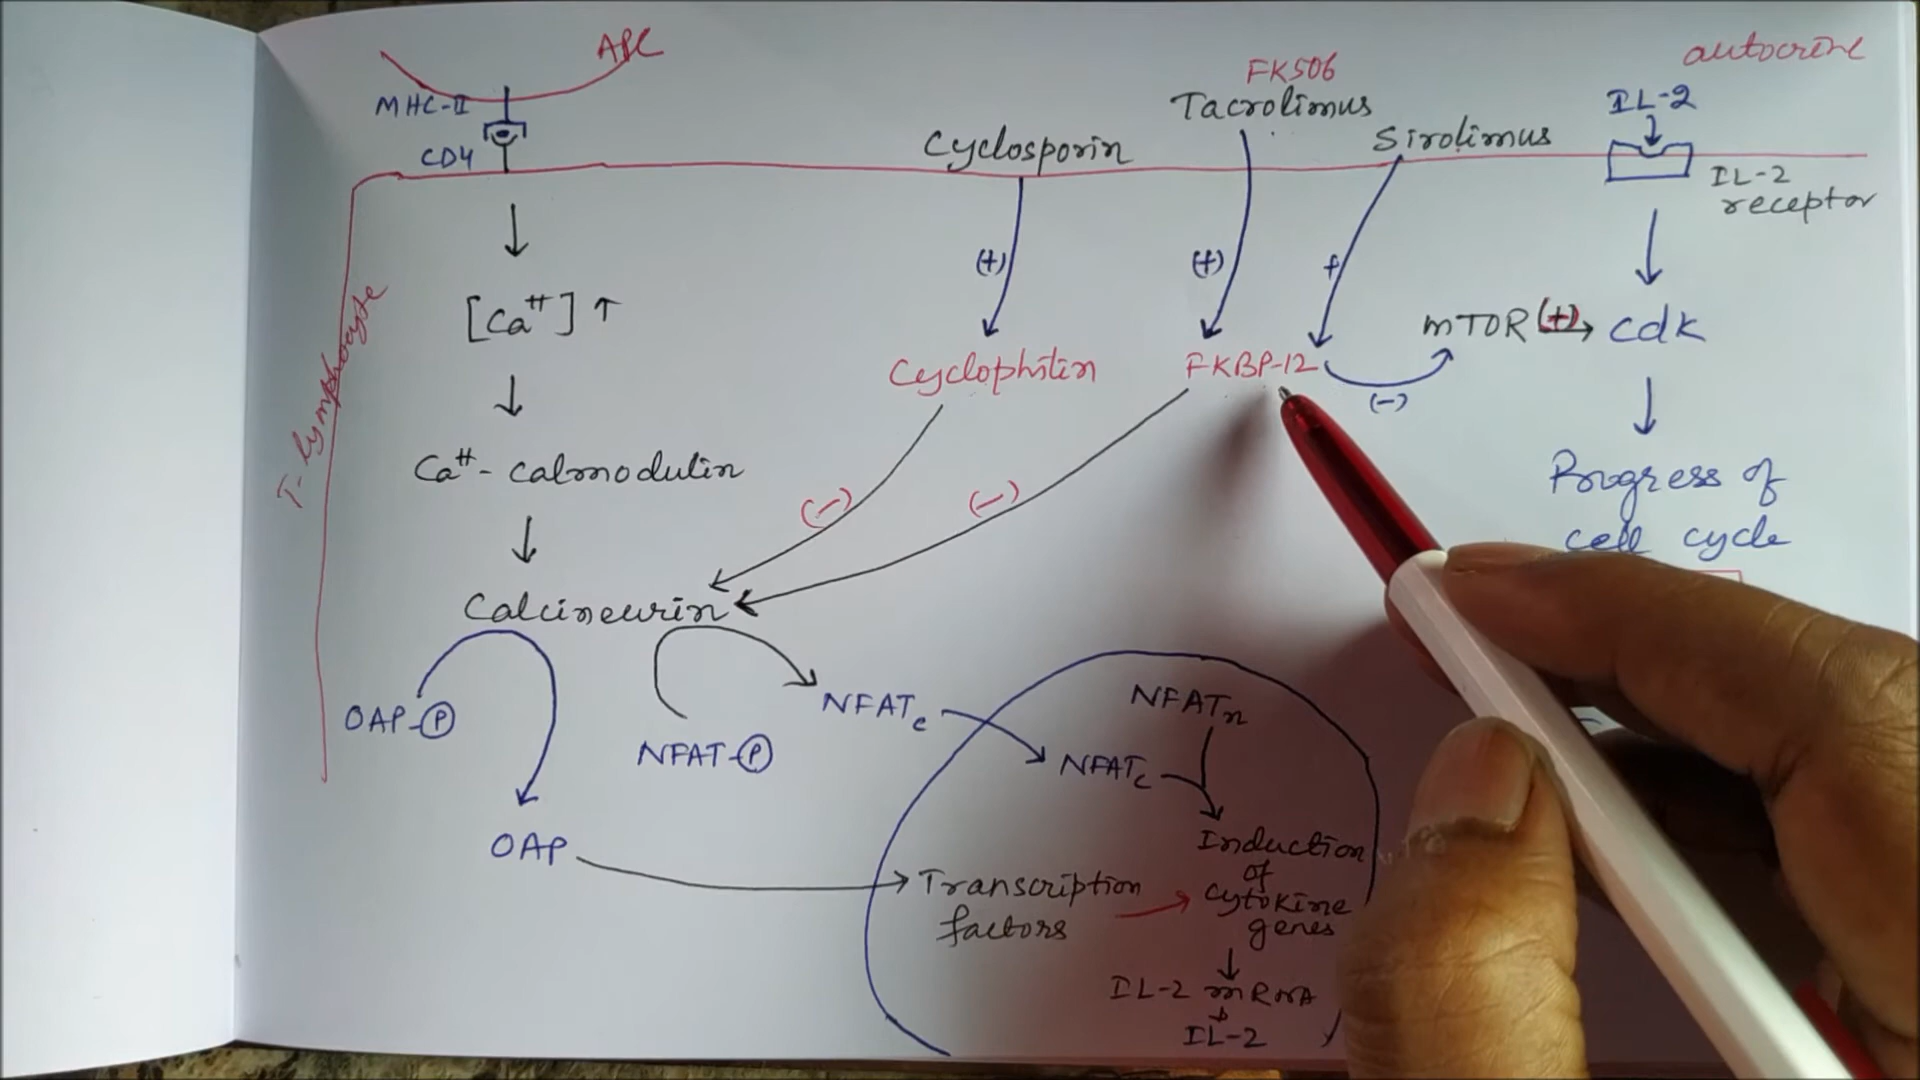 APC
autocrine
FK506
MHC-II
Tacrolimus
IL-2
CD4
Cyclosporin
Sirolimus
IL-2
receptor
T-lymphocyte
(+)
(+)
+
[Ca++] ↑
mTOR (+)→ cdk
Cyclophilin
FKBP-12
(-)
Ca++- calmodulin
(-)
(-)
Progress of
cell cycle
Calcineurin
OAP-P
NFAT-P
NFATc
NFATn
NFATc
OAP
Induction
of
cytokine
genes
Transcription
factors
IL-2 mRNA
IL-2